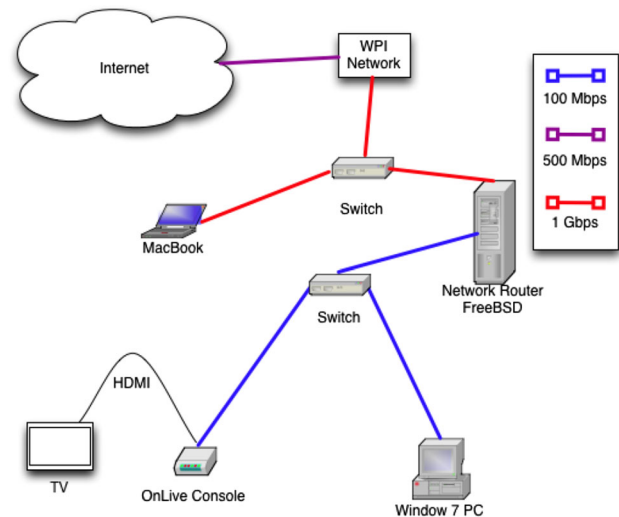 Internet
WPI
Network
100 Mbps
500 Mbps
1 Gbps
Switch
MacBook
Network Router
FreeBSD
Switch
HDMI
TV
OnLive Console
Window 7 PC